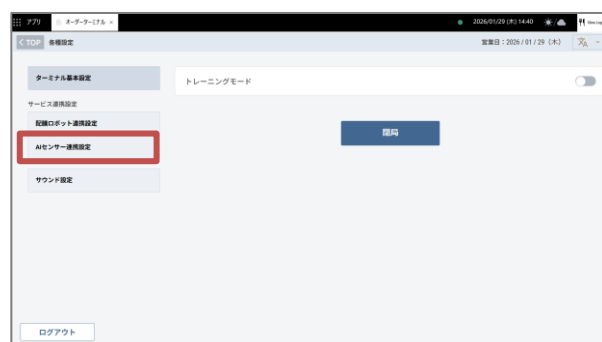 アプリ オーダーターミナル × 2026/01/29 (木) 14:40
< TOP 各種設定 営業日：2026 / 01 / 29 （木）
ターミナル基本設定
トレーニングモード
サービス連携設定
配膳ロボット連携設定
開局
AIセンサー連携設定
サウンド設定
ログアウト